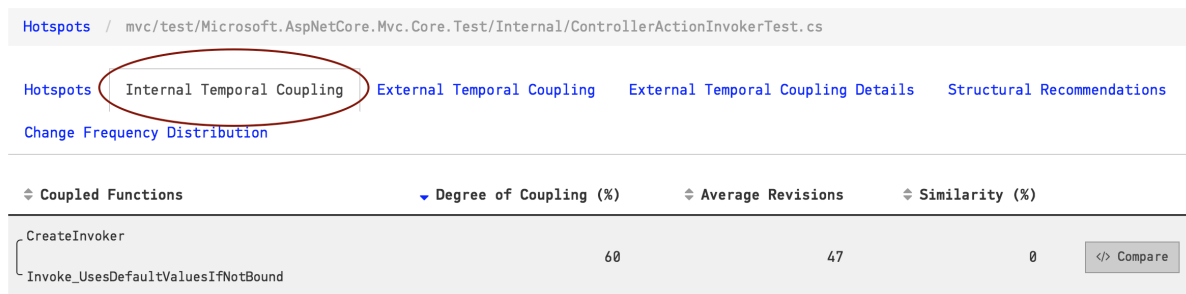 Hotspots / mvc/test/Microsoft.AspNetCore.Mvc.Core.Test/Internal/ControllerActionInvokerTest.cs
Hotspots Internal Temporal Coupling External Temporal Coupling External Temporal Coupling Details Structural Recommendations
Change Frequency Distribution
Coupled Functions Degree of Coupling (%) Average Revisions Similarity (%)
CreateInvoker
60 47 0 </> Compare
Invoke_UsesDefaultValuesIfNotBound